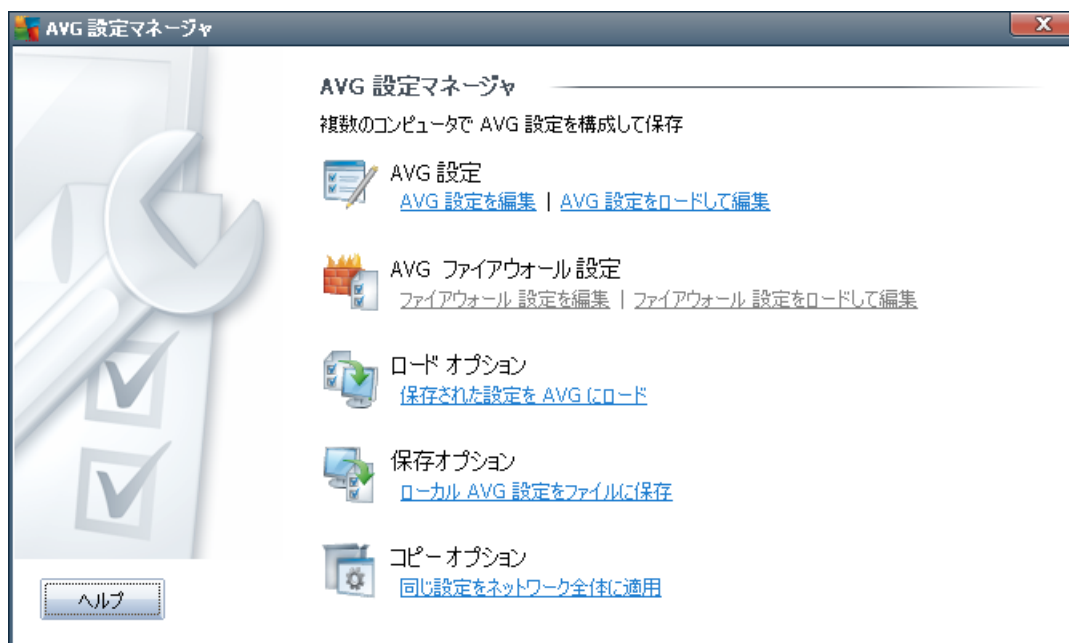 AVG 設定マネージャ
X
AVG 設定マネージャ
複数のコンピュータで AVG 設定を構成して保存
AVG 設定
AVG 設定を編集 | AVG 設定をロードして編集
AVG ファイアウォール設定
ファイアウォール 設定を編集 | ファイアウォール 設定をロードして編集
ロード オプション
保存された設定を AVG にロード
保存オプション
ローカル AVG 設定をファイルに保存
コピー オプション
同じ設定をネットワーク全体に適用
ヘルプ